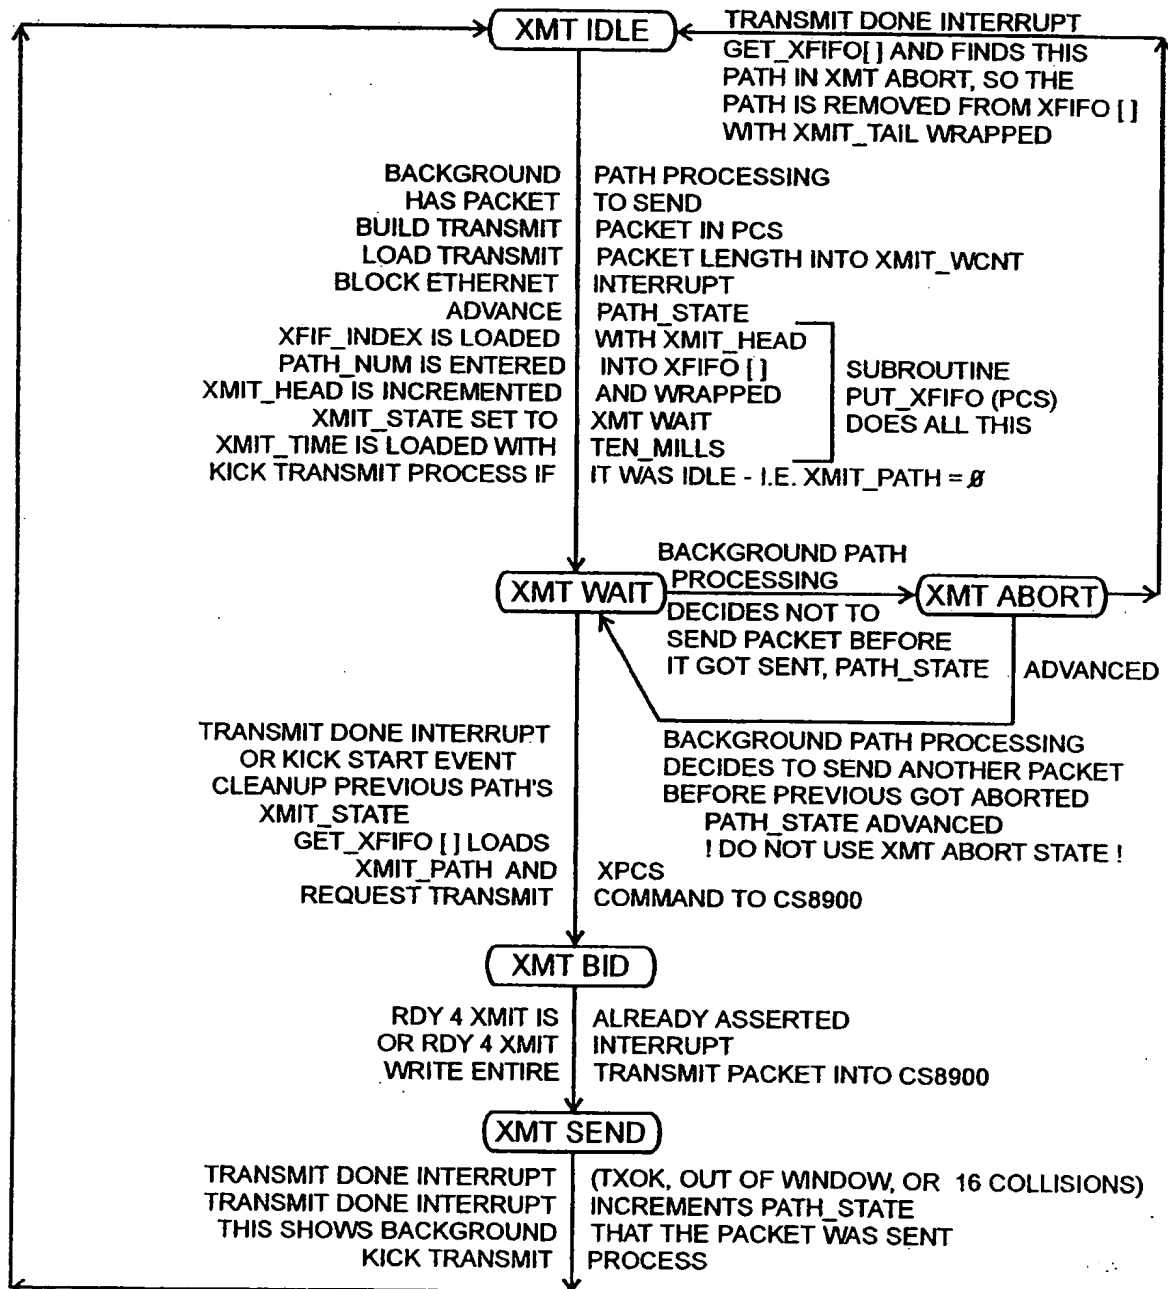 XMT IDLE
TRANSMIT DONE INTERRUPT
GET_XFIFO[ ] AND FINDS THIS
PATH IN XMT ABORT, SO THE
PATH IS REMOVED FROM XFIFO [ ]
WITH XMIT_TAIL WRAPPED
BACKGROUND PATH PROCESSING
HAS PACKET TO SEND
BUILD TRANSMIT PACKET IN PCS
LOAD TRANSMIT PACKET LENGTH INTO XMIT_WCNT
BLOCK ETHERNET INTERRUPT
ADVANCE PATH_STATE
XFIF_INDEX IS LOADED WITH XMIT_HEAD
PATH_NUM IS ENTERED INTO XFIFO [ ]
XMIT_HEAD IS INCREMENTED AND WRAPPED
XMIT_STATE SET TO XMT WAIT
XMIT_TIME IS LOADED WITH TEN_MILLS
SUBROUTINE
PUT_XFIFO (PCS)
DOES ALL THIS
KICK TRANSMIT PROCESS IF IT WAS IDLE - I.E. XMIT_PATH = Ø
XMT WAIT
BACKGROUND PATH
PROCESSING
DECIDES NOT TO
SEND PACKET BEFORE
IT GOT SENT, PATH_STATE ADVANCED
XMT ABORT
BACKGROUND PATH PROCESSING
DECIDES TO SEND ANOTHER PACKET
BEFORE PREVIOUS GOT ABORTED
PATH_STATE ADVANCED
! DO NOT USE XMT ABORT STATE !
TRANSMIT DONE INTERRUPT
OR KICK START EVENT
CLEANUP PREVIOUS PATH'S
XMIT_STATE
GET_XFIFO [ ] LOADS
XMIT_PATH AND XPCS
REQUEST TRANSMIT COMMAND TO CS8900
XMT BID
RDY 4 XMIT IS ALREADY ASSERTED
OR RDY 4 XMIT INTERRUPT
WRITE ENTIRE TRANSMIT PACKET INTO CS8900
XMT SEND
TRANSMIT DONE INTERRUPT (TXOK, OUT OF WINDOW, OR 16 COLLISIONS)
TRANSMIT DONE INTERRUPT INCREMENTS PATH_STATE
THIS SHOWS BACKGROUND THAT THE PACKET WAS SENT
KICK TRANSMIT PROCESS